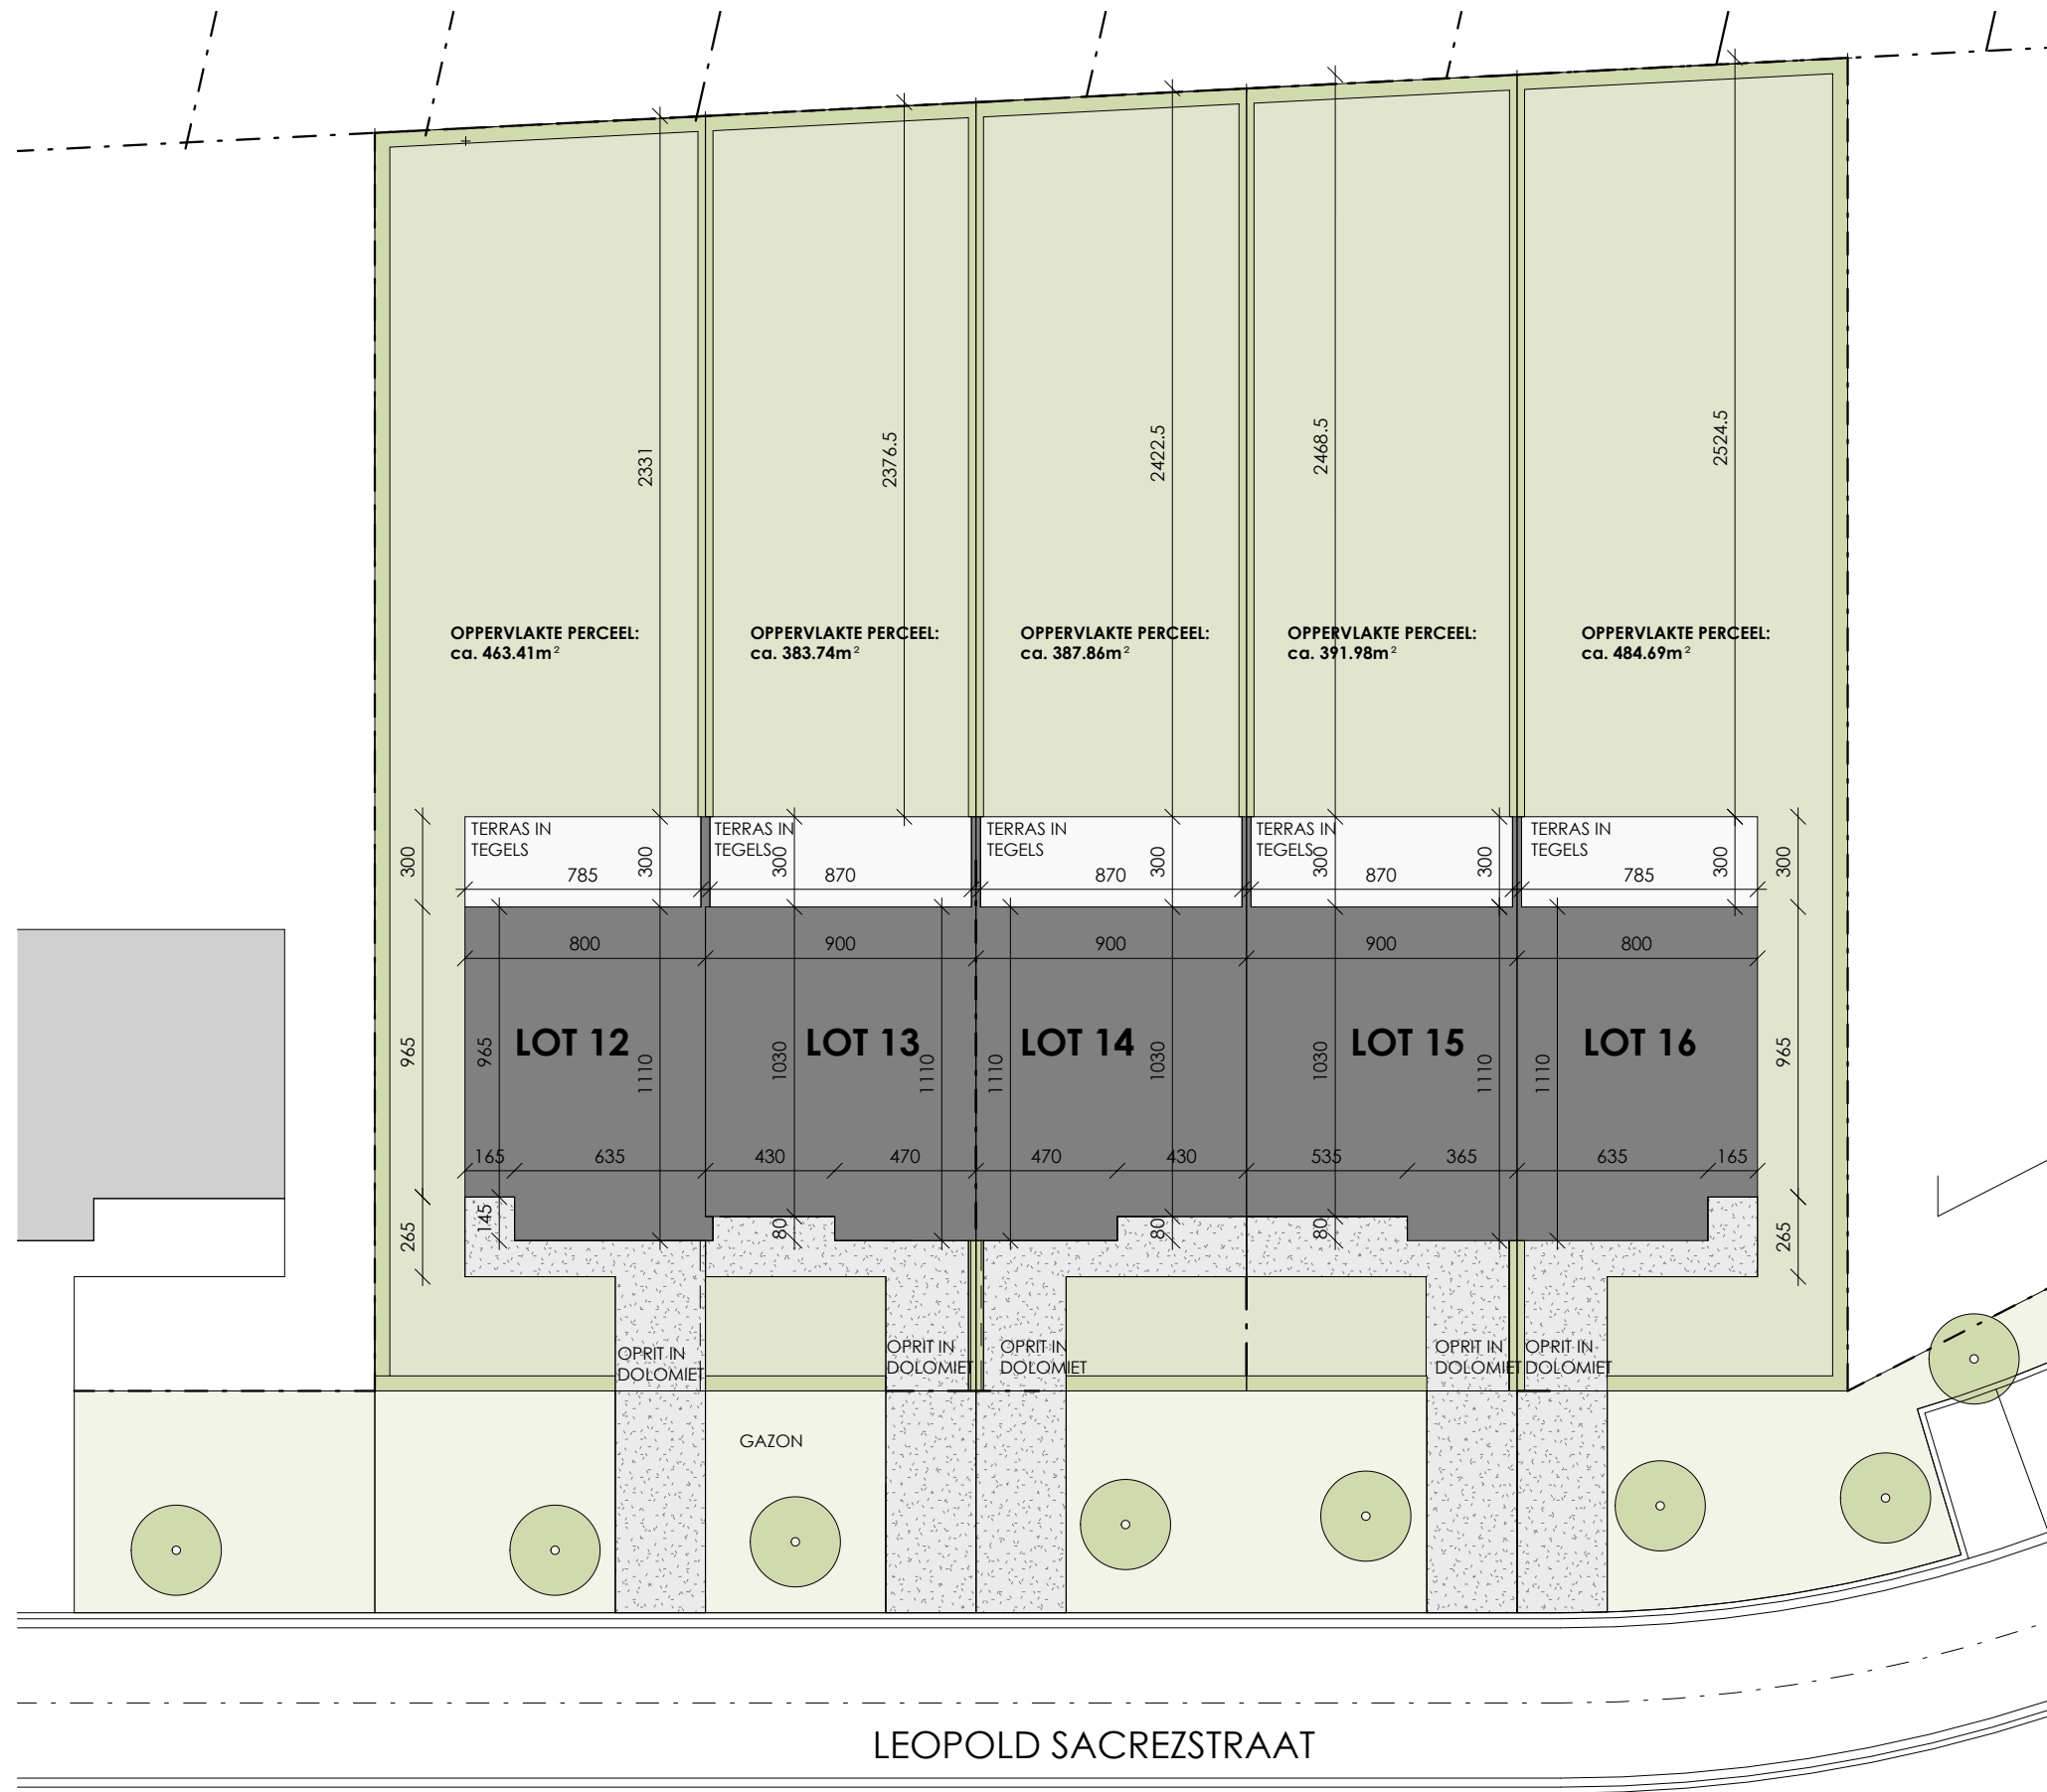 2331
2376.5
2422.5
2468.5
2524.5
OPPERVLAKTE PERCEEL:
ca. 463.41m²
OPPERVLAKTE PERCEEL:
ca. 383.74m²
OPPERVLAKTE PERCEEL:
ca. 387.86m²
OPPERVLAKTE PERCEEL:
ca. 391.98m²
OPPERVLAKTE PERCEEL:
ca. 484.69m²
TERRAS IN
TEGELS
TERRAS IN
TEGELS
TERRAS IN
TEGELS
TERRAS IN
TEGELS
TERRAS IN
TEGELS
300
300
300
300
300
300
300
300
785
870
870
870
785
800
900
900
900
800
LOT 12
LOT 13
LOT 14
LOT 15
LOT 16
965
965
1110
1030
1110
1110
1030
1030
1110
1110
965
165
635
430
470
470
430
535
365
635
165
265
145
80
80
80
265
OPRIT IN
DOLOMIET
OPRIT IN
DOLOMIET
OPRIT IN
DOLOMIET
OPRIT IN
DOLOMIET
OPRIT IN
DOLOMIET
GAZON
LEOPOLD SACREZSTRAAT